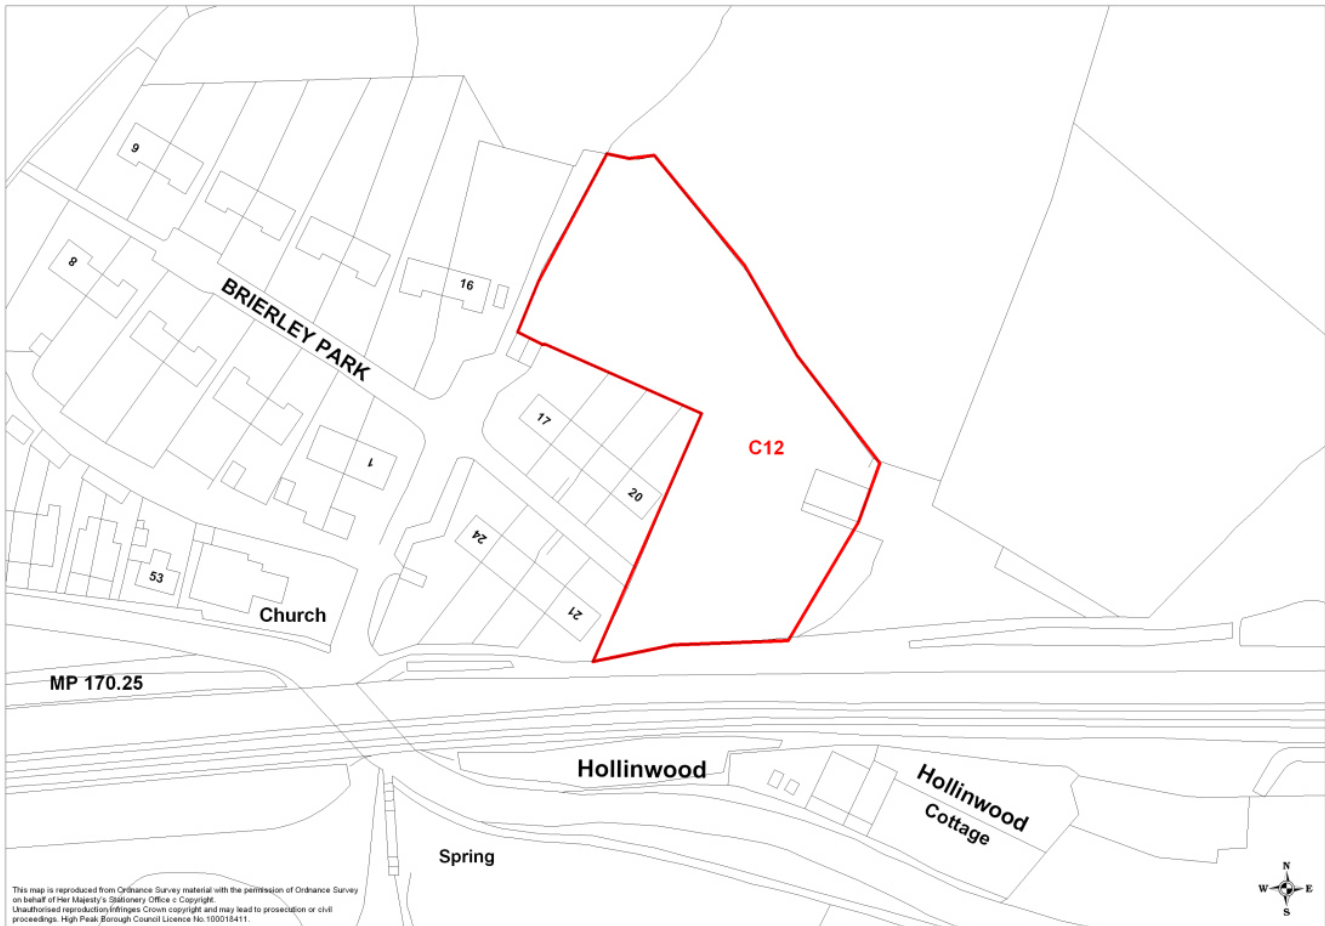 9
8
16
BRIERLEY PARK
17
C12
1
20
24
53
21
Church
MP 170.25
Hollinwood
Hollinwood
Cottage
Spring
This map is reproduced from Ordnance Survey material with the permission of Ordnance Survey
on behalf of Her Majesty's Stationery Office c Copyright.
Unauthorised reproduction infringes Crown copyright and may lead to prosecution or civil
proceedings. High Peak Borough Council Licence No.100018411.
N
W E
S